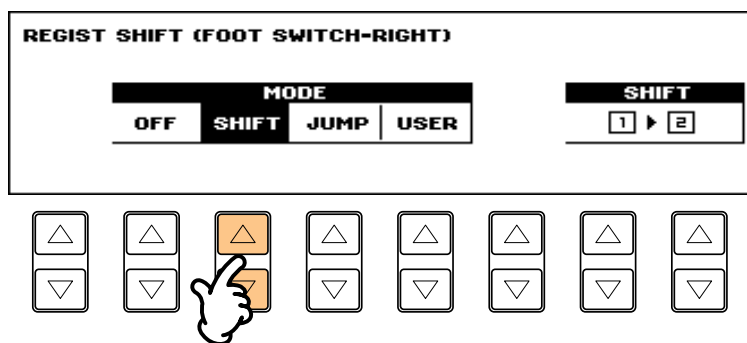 REGIST SHIFT (FOOT SWITCH-RIGHT)
MODE
OFF SHIFT JUMP USER
SHIFT
1 ▶ 2